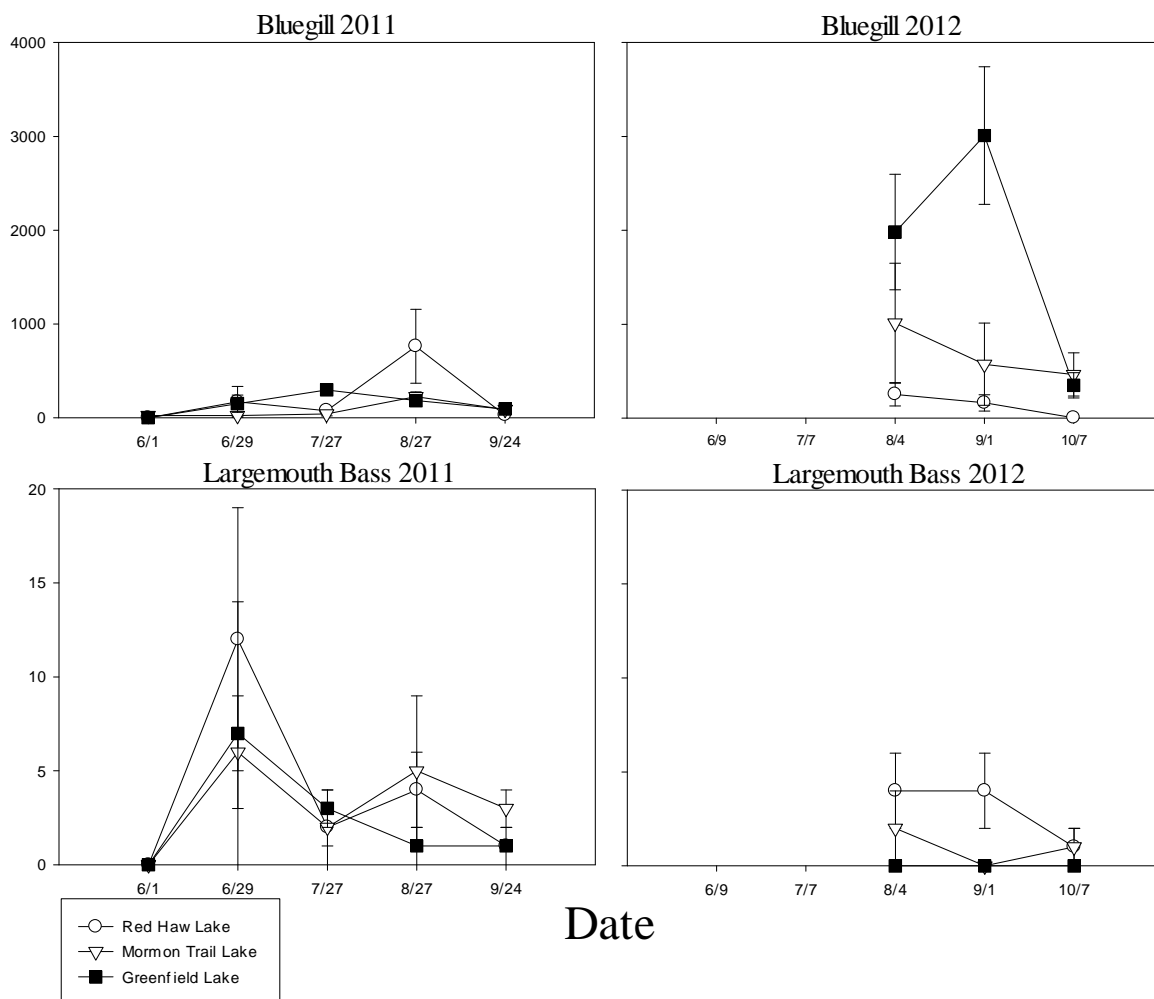 Bluegill 2011
Bluegill 2012
4000
3000
2000
1000
0
6/1 6/29 7/27 8/27 9/24
6/9 7/7 8/4 9/1 10/7
Largemouth Bass 2011
Largemouth Bass 2012
20
15
10
5
0
6/1 6/29 7/27 8/27 9/24
6/9 7/7 8/4 9/1 10/7
Date
Red Haw Lake
Mormon Trail Lake
Greenfield Lake